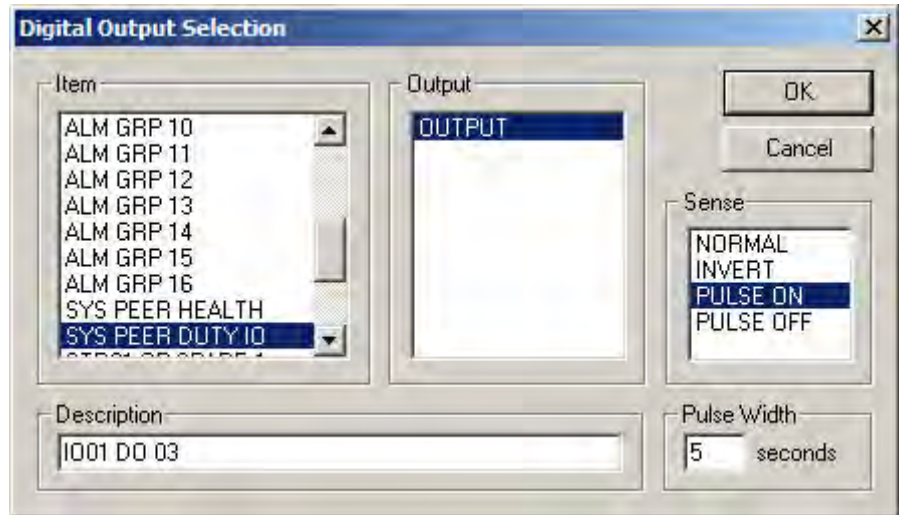 Digital Output Selection
Item
ALM GRP 10
ALM GRP 11
ALM GRP 12
ALM GRP 13
ALM GRP 14
ALM GRP 15
ALM GRP 16
SYS PEER HEALTH
SYS PEER DUTY IO
Output
OUTPUT
OK
Cancel
Sense
NORMAL
INVERT
PULSE ON
PULSE OFF
Description
IO01 DO 03
Pulse Width
5 seconds